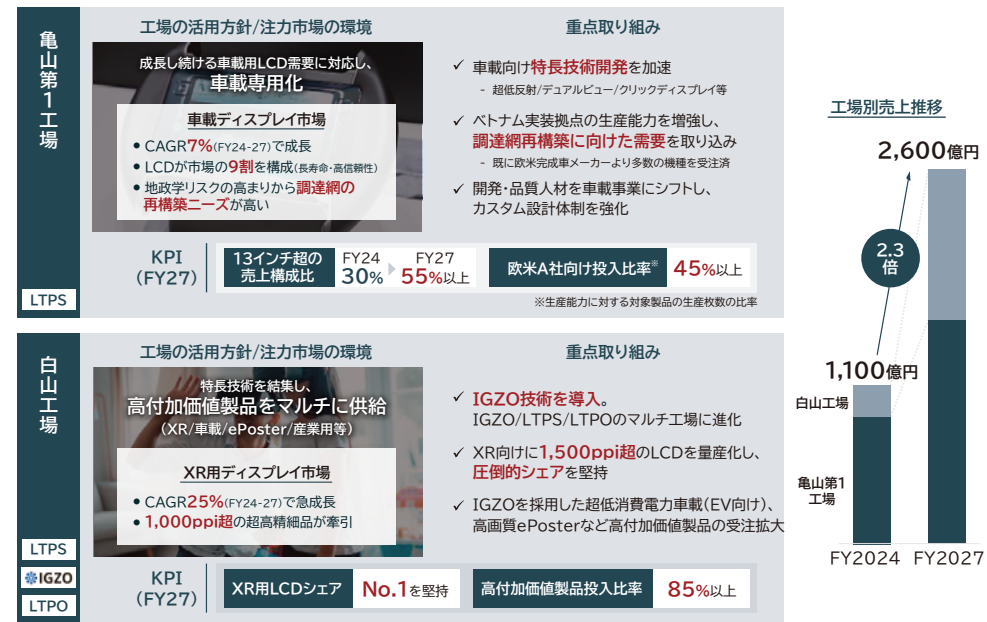 亀山第1工場
LTPS
工場の活用方針/注力市場の環境
成長し続ける車載用LCD需要に対応し、
車載専用化
車載ディスプレイ市場
● CAGR7%(FY24-27)で成長
● LCDが市場の9割を構成(長寿命・高信頼性)
● 地政学リスクの高まりから調達網の
再構築ニーズが高い
重点取り組み
✓ 車載向け特長技術開発を加速
- 超低反射/デュアルビュー/クリックディスプレイ等
✓ ベトナム実装拠点の生産能力を増強し、
調達網再構築に向けた需要を取り込み
- 既に欧米完成車メーカーより多数の機種を受注済
✓ 開発・品質人材を車載事業にシフトし、
カスタム設計体制を強化
KPI
(FY27)
13インチ超の
売上構成比
FY24
30%
FY27
55%以上
欧米A社向け投入比率※
45%以上
※生産能力に対する対象製品の生産枚数の比率
白山工場
LTPS
IGZO
LTPO
工場の活用方針/注力市場の環境
特長技術を結集し、
高付加価値製品をマルチに供給
(XR/車載/ePoster/産業用等)
XR用ディスプレイ市場
● CAGR25%(FY24-27)で急成長
● 1,000ppi超の超高精細品が牽引
重点取り組み
✓ IGZO技術を導入。
IGZO/LTPS/LTPOのマルチ工場に進化
✓ XR向けに1,500ppi超のLCDを量産化し、
圧倒的シェアを堅持
✓ IGZOを採用した超低消費電力車載(EV向け)、
高画質ePosterなど高付加価値製品の受注拡大
KPI
(FY27)
XR用LCDシェア
No.1を堅持
高付加価値製品投入比率
85%以上
工場別売上推移
2,600億円
2.3
倍
1,100億円
白山工場
亀山第1
工場
FY2024
FY2027